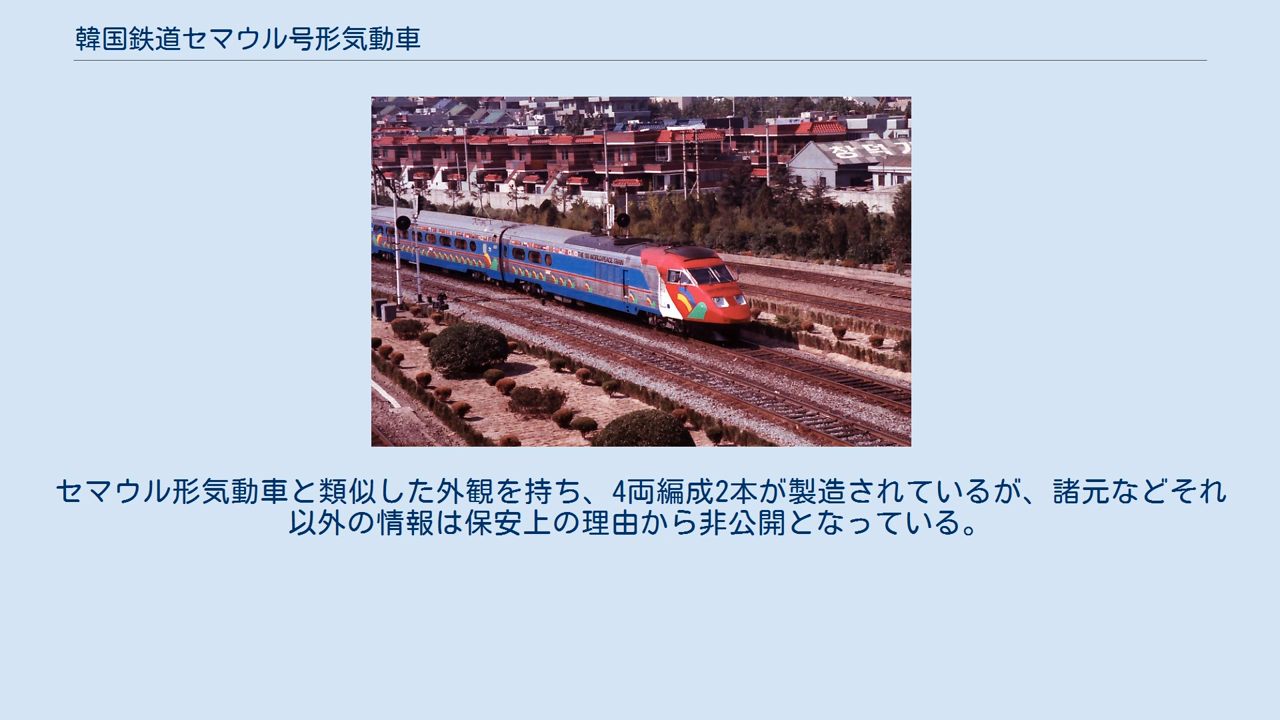 韓国鉄道セマウル号形気動車
セマウル形気動車と類似した外観を持ち、4両編成2本が製造されているが、諸元などそれ
以外の情報は保安上の理由から非公開となっている。